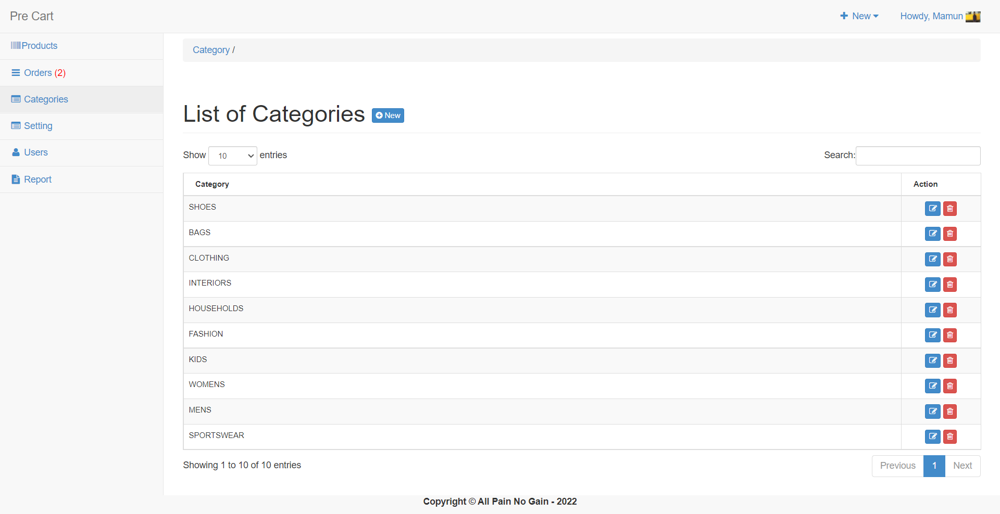 Pre Cart
New
Howdy, Mamun
Products
Orders (2)
Categories
Setting
Users
Report
Category /
List of Categories New
Show 10 entries
Search:
Category Action
SHOES
BAGS
CLOTHING
INTERIORS
HOUSEHOLDS
FASHION
KIDS
WOMENS
MENS
SPORTSWEAR
Showing 1 to 10 of 10 entries
Previous 1 Next
Copyright © All Pain No Gain - 2022